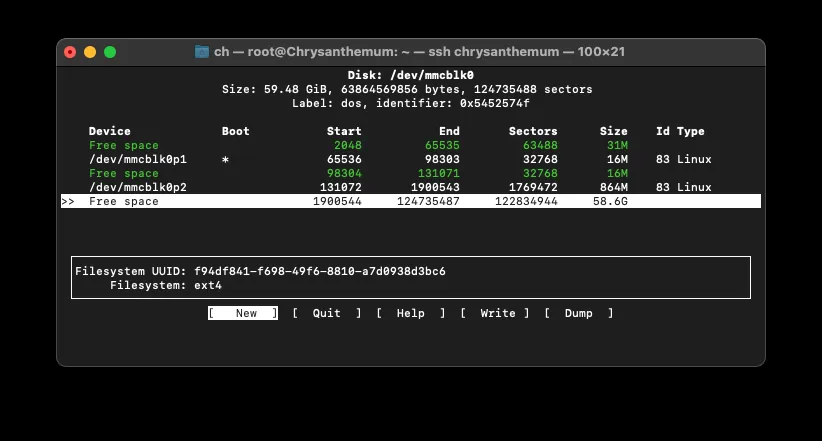 ch — root@Chrysanthemum: ~ — ssh chrysanthemum — 100×21
Disk: /dev/mmcblk0
Size: 59.48 GiB, 63864569856 bytes, 124735488 sectors
Label: dos, identifier: 0x5452574f
Device Boot Start End Sectors Size Id Type
Free space 2048 65535 63488 31M
/dev/mmcblk0p1 * 65536 98303 32768 16M 83 Linux
Free space 98304 131071 32768 16M
/dev/mmcblk0p2 131072 1900543 1769472 864M 83 Linux
>> Free space 1900544 124735487 122834944 58.6G
Filesystem UUID: f94df841-f698-49f6-8810-a7d0938d3bc6
Filesystem: ext4
[ New ] [ Quit ] [ Help ] [ Write ] [ Dump ]